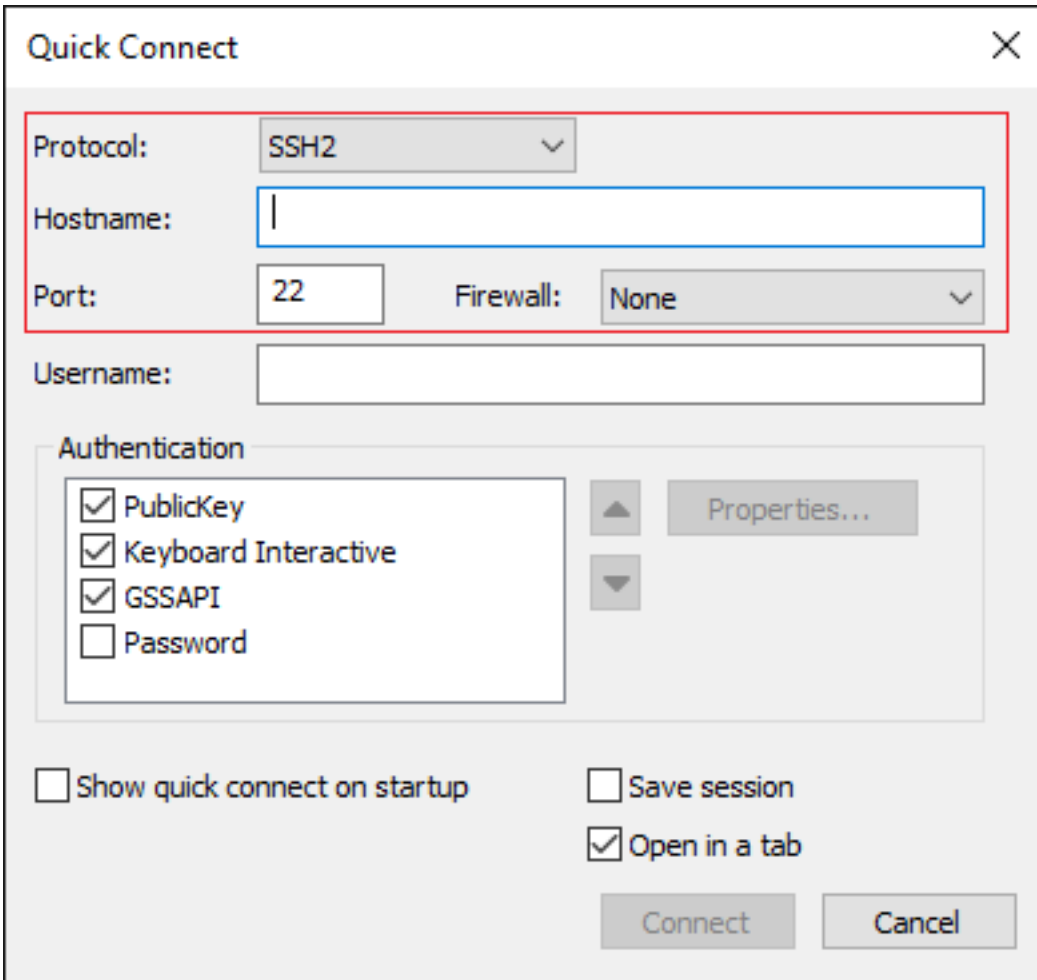 Quick Connect
Protocol: SSH2
Hostname:
Port: 22 Firewall: None
Username:
Authentication
PublicKey
Keyboard Interactive
GSSAPI
Password
Properties...
Show quick connect on startup
Save session
Open in a tab
Connect Cancel